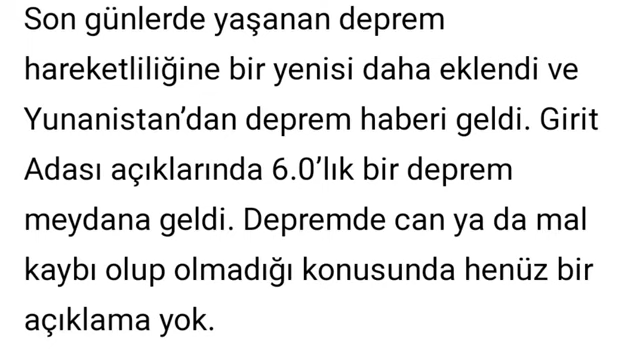 Son günlerde yaşanan deprem
hareketliliğine bir yenisi daha eklendi ve
Yunanistan’dan deprem haberi geldi. Girit
Adası açıklarında 6.0’lık bir deprem
meydana geldi. Depremde can ya da mal
kaybı olup olmadığı konusunda henüz bir
açıklama yok.